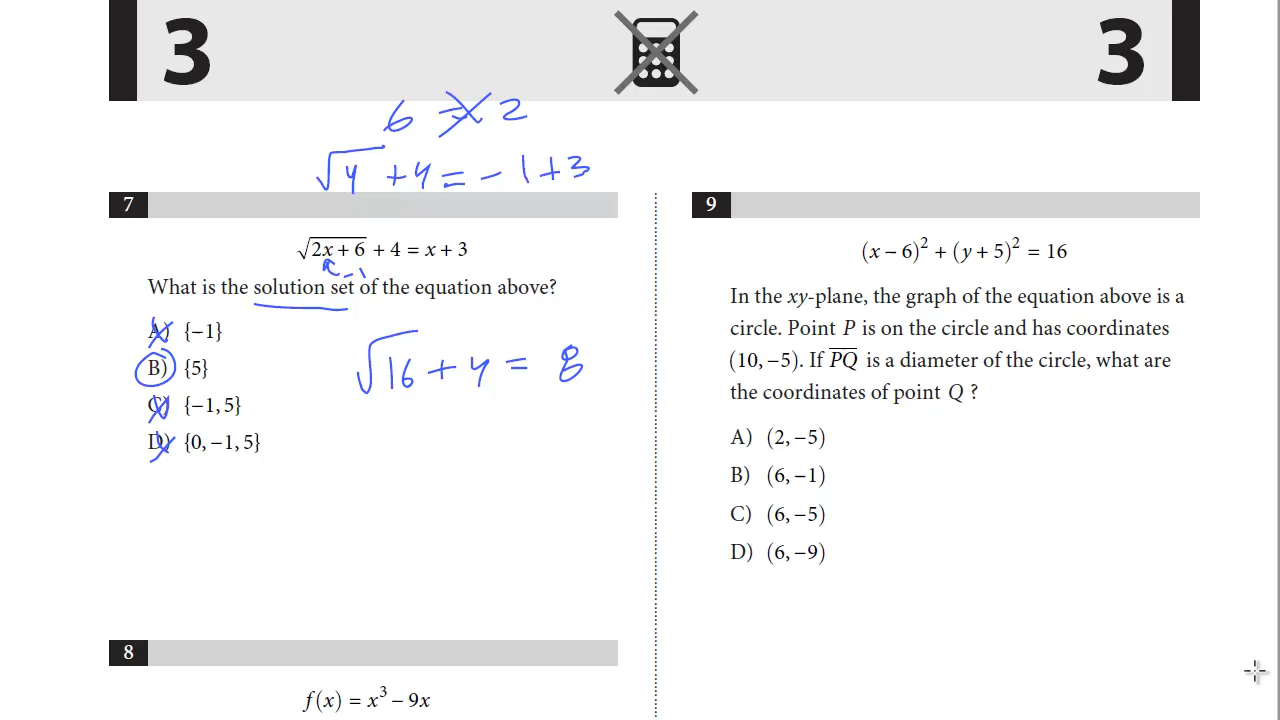 3 3
6 = 2
√4 + 4 = - 1 + 3
7
√2x + 6 + 4 = x + 3
- 1
What is the solution set of the equation above?
A) {−1}
B) {5}
C) {−1, 5}
D) {0, −1, 5}
√16 + 4 = 8
8
f(x) = x³ − 9x
9
(x − 6)² + (y + 5)² = 16
In the xy-plane, the graph of the equation above is a
circle. Point P is on the circle and has coordinates
(10, −5). If PQ is a diameter of the circle, what are
the coordinates of point Q ?
A) (2, −5)
B) (6, −1)
C) (6, −5)
D) (6, −9)